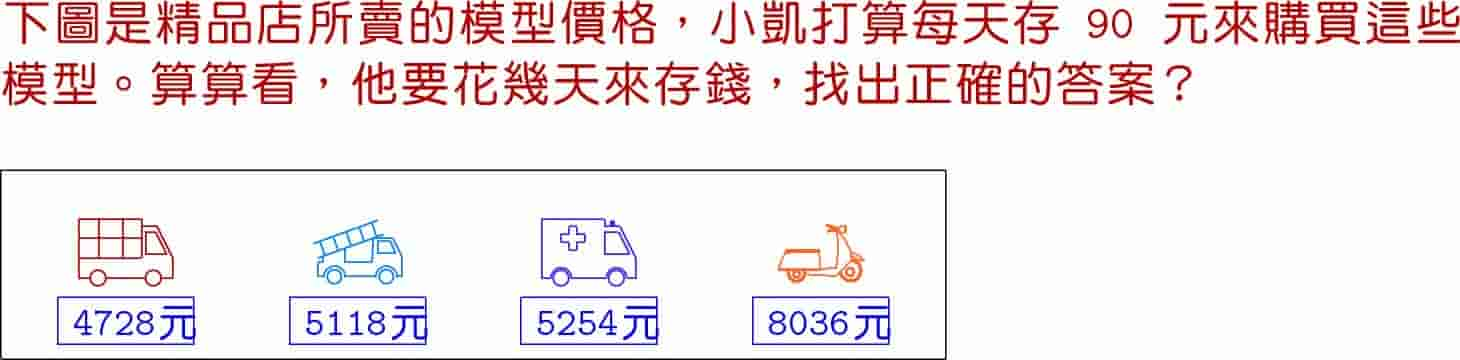 下圖是精品店所賣的模型價格，小凱打算每天存 90 元來購買這些
模型。算算看，他要花幾天來存錢，找出正確的答案？
4728元 5118元 5254元 8036元